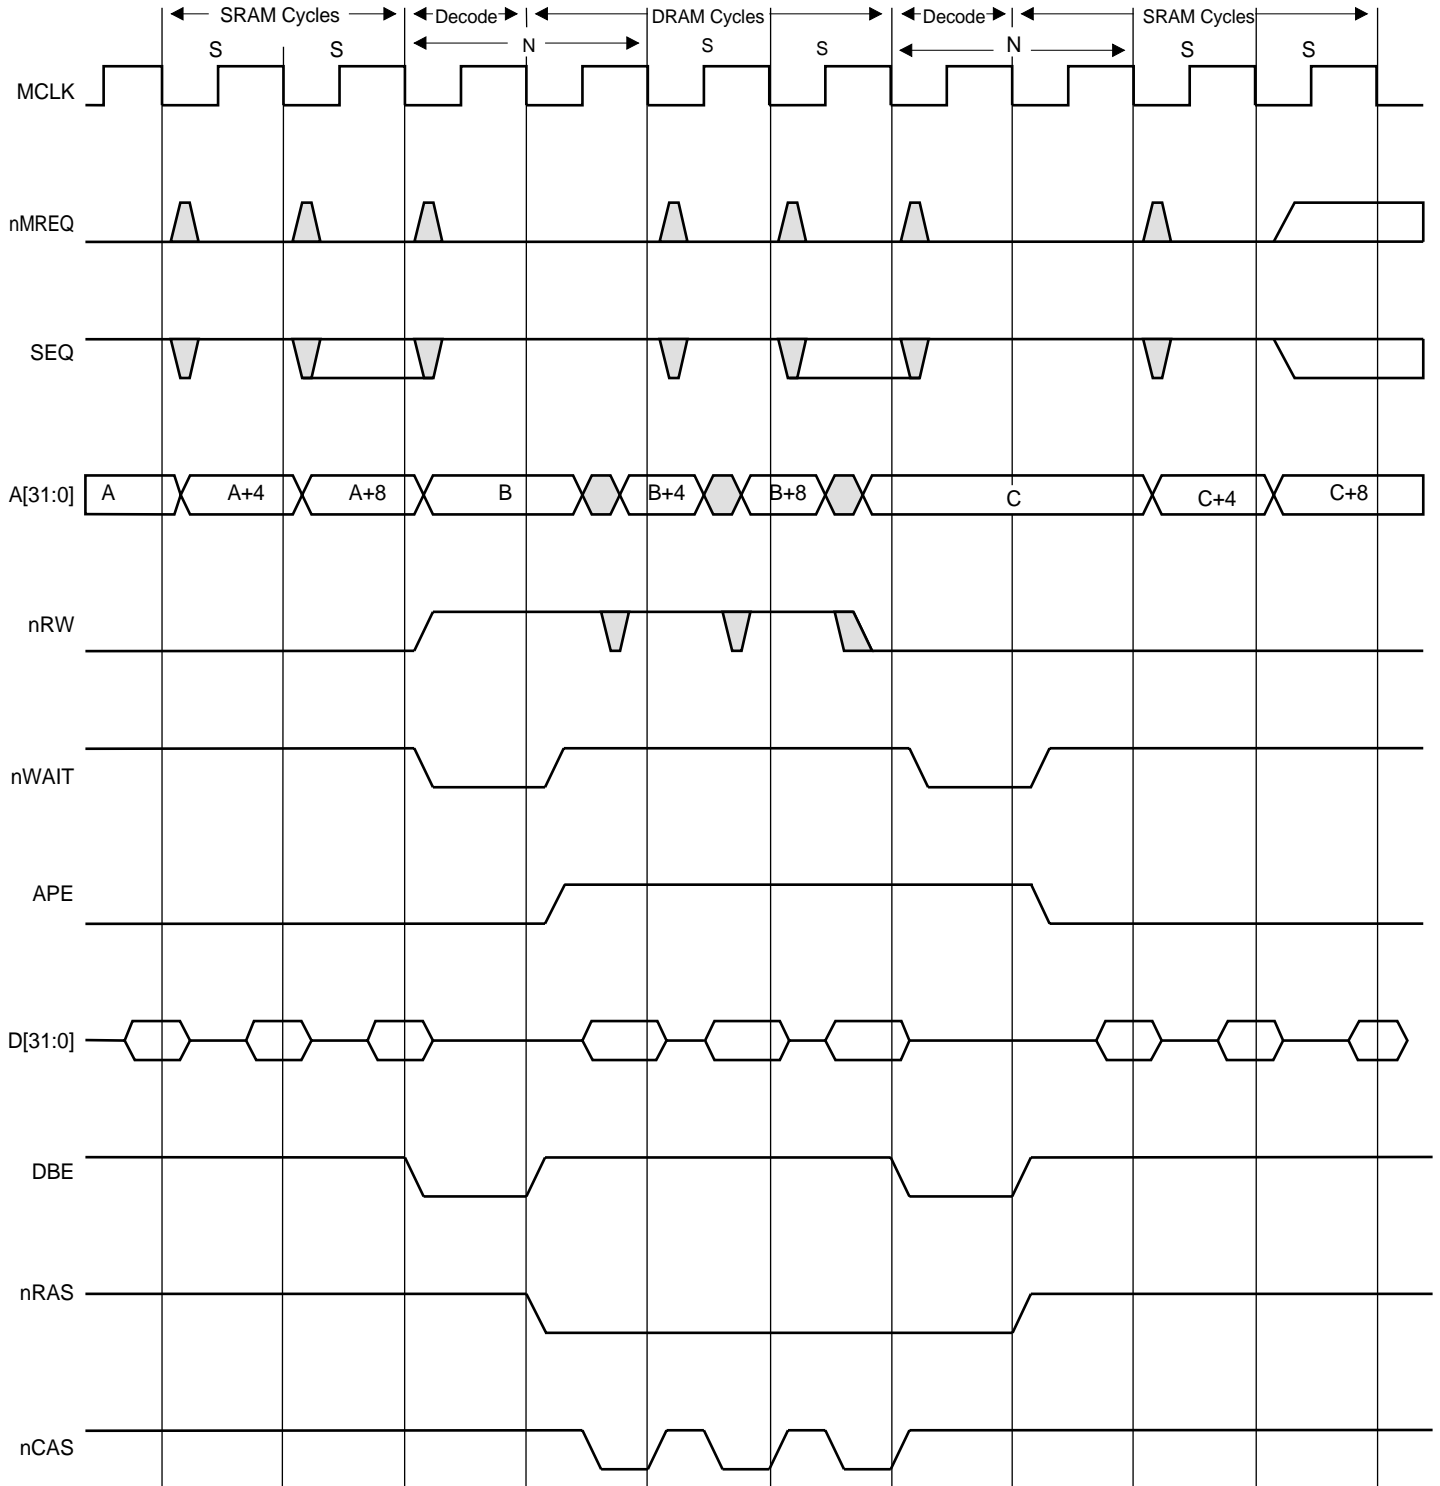 SRAM Cycles Decode DRAM Cycles Decode SRAM Cycles
S S N S S N S S
MCLK
nMREQ
SEQ
A[31:0] A A+4 A+8 B B+4 B+8 C C+4 C+8
nRW
nWAIT
APE
D[31:0]
DBE
nRAS
nCAS